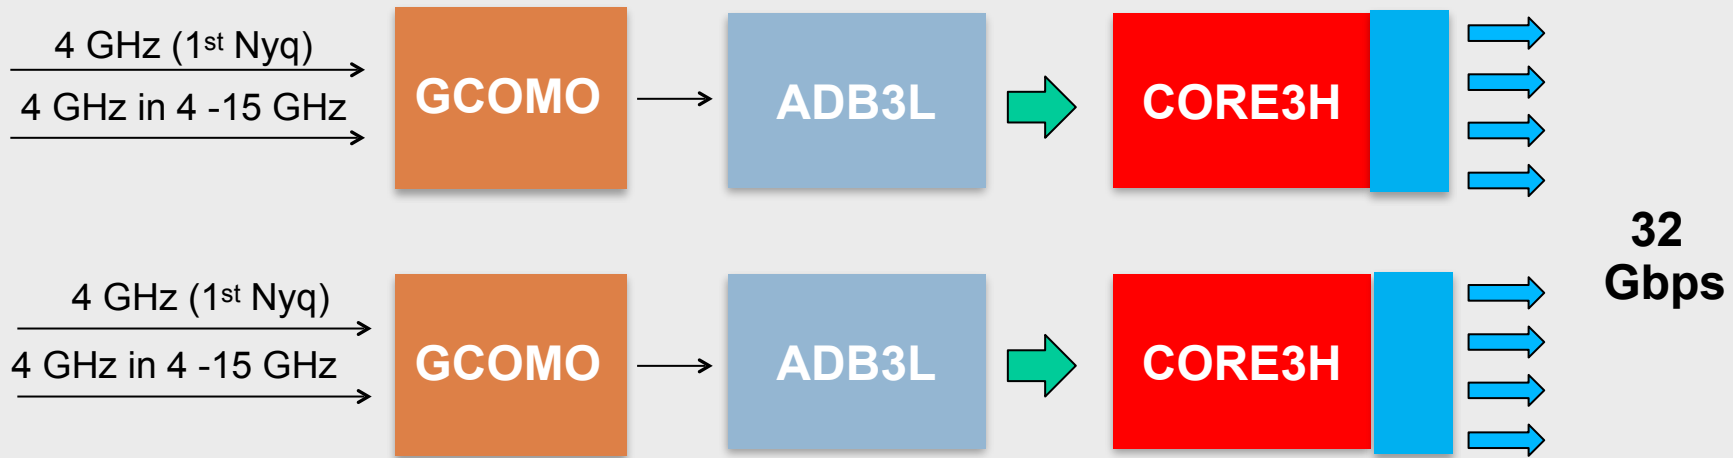 4 GHz (1st Nyq)
4 GHz in 4 -15 GHz
GCOMO
ADB3L
CORE3H
32
Gbps
4 GHz (1st Nyq)
4 GHz in 4 -15 GHz
GCOMO
ADB3L
CORE3H